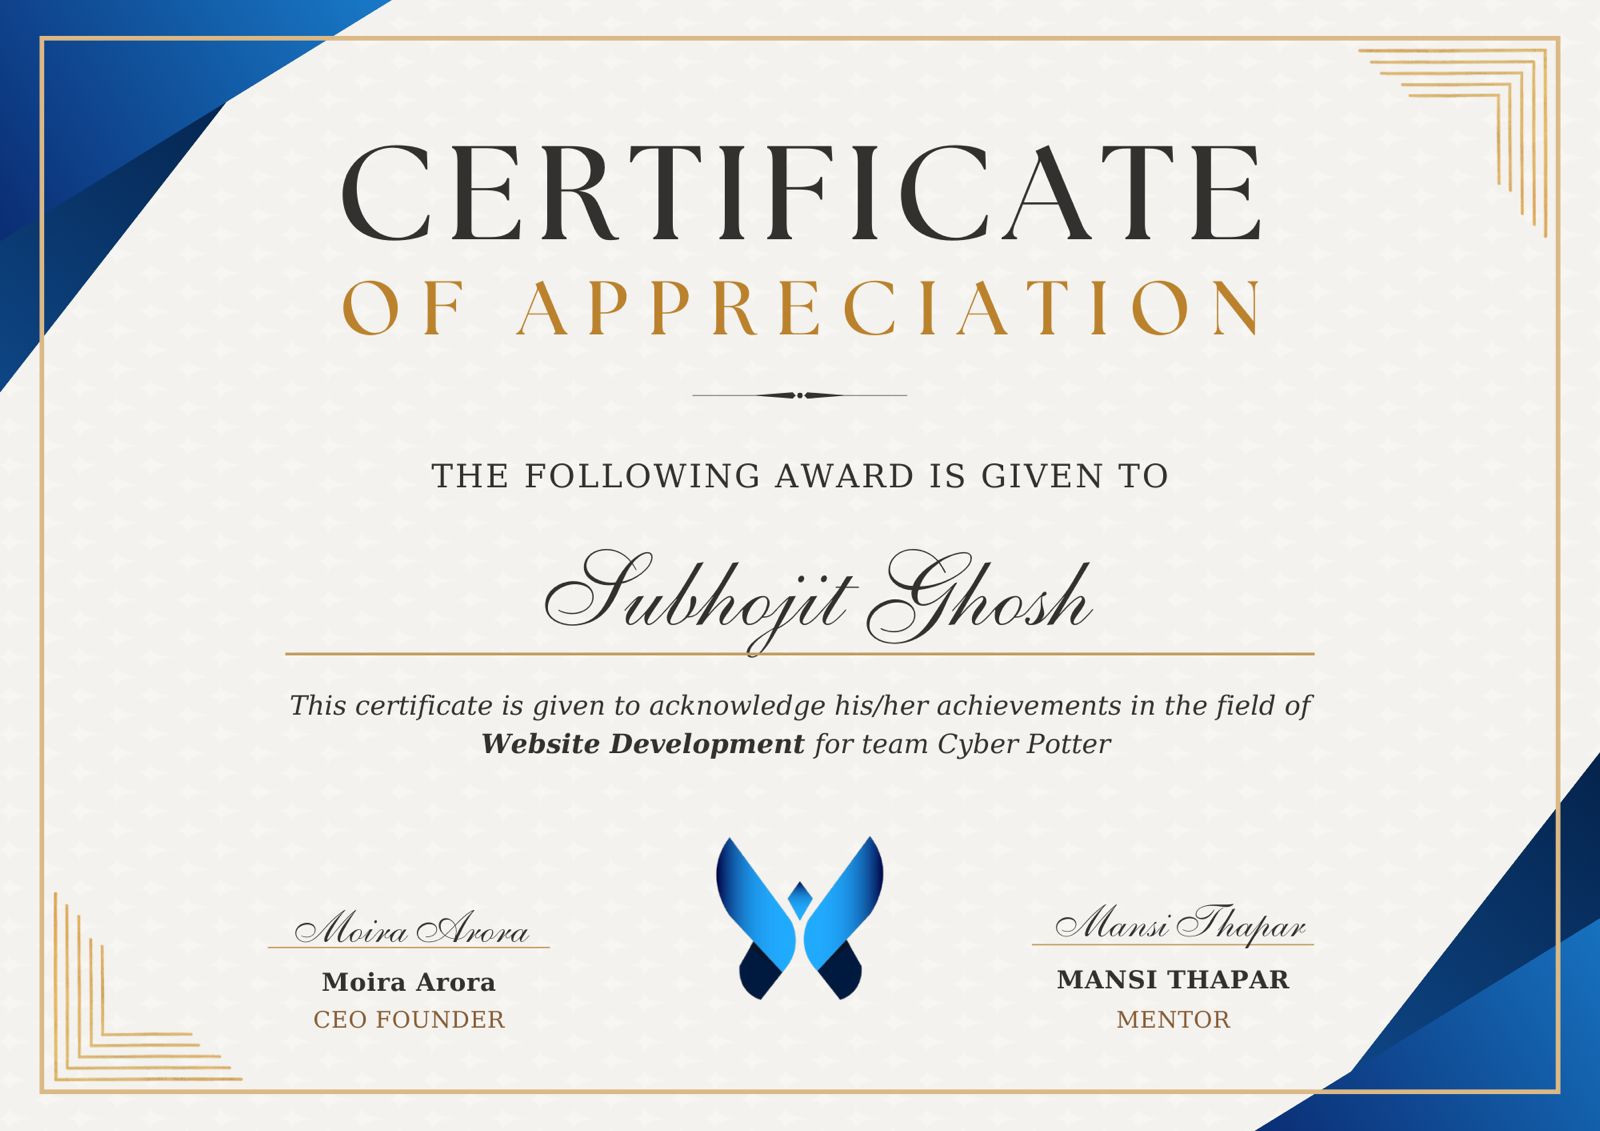 CERTIFICATE
OF APPRECIATION
THE FOLLOWING AWARD IS GIVEN TO
Subhojit Ghosh
This certificate is given to acknowledge his/her achievements in the field of
Website Development for team Cyber Potter
Moira Arora
Moira Arora
CEO FOUNDER
Mansi Thapar
MANSI THAPAR
MENTOR